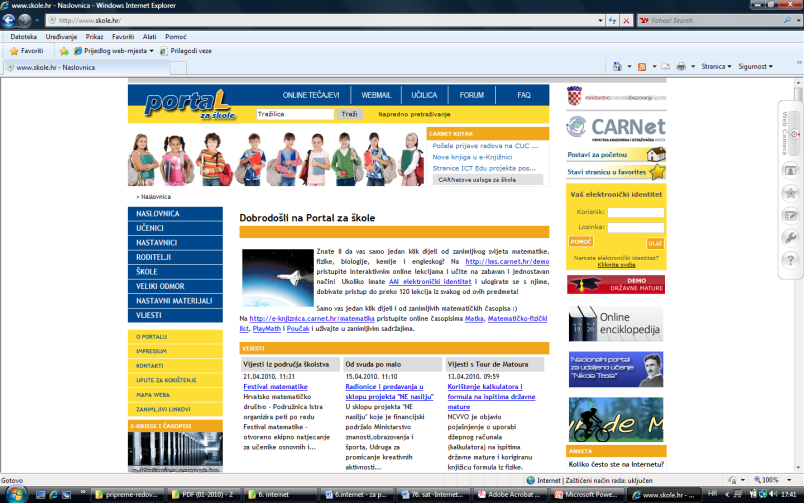 www.skole.hr - Naslovnica - Windows Internet Explorer
http://www.skole.hr/
Yahoo! Search
Datoteka Uređivanje Prikaz Favoriti Alati Pomoć
Favoriti Prijedlog web-mjesta Prilagodi veze
www.skole.hr - Naslovnica
Stranica Sigurnost
portaL
za škole
ONLINE TEČAJEVI WEBMAIL UČILICA FORUM FAQ
Tražilica Traži Napredno pretraživanje
CARNET KUTAK
Počele prijave radova na CUC ...
Nova knjiga u e-Knjižnici
Stranice ICT Edu projekta pos...
CARNetove usluge za škole
CARNet
HRVATSKA AKADEMSKA I ISTRAŽIVAČKA MREŽA
Postavi za početnu
Stavi stranicu u favorites
Vaš elektronički identitet
Korisnik:
Lozinka:
POMOĆ ULAZ
Nemate elektronički identitet?
Kliknite ovdje
DEMO
DRŽAVNE MATURE
Online
enciklopedija
19 20
Nacionalni portal
za udaljeno učenje
"Nikola Tesla"
ANKETA
Koliko često ste na Internetu?
Web Camera
> Naslovnica
NASLOVNICA
UČENICI
NASTAVNICI
RODITELJI
ŠKOLE
VELIKI ODMOR
NASTAVNI MATERIJALI
VIJESTI
O PORTALU
IMPRESSUM
KONTAKTI
UPUTE ZA KORIŠTENJE
MAPA WEBA
ZANIMLJIVI LINKOVI
E-KNJIGE I ČASOPISI
Dobrodošli na Portal za škole
Znate li da vas samo jedan klik dijeli od zanimljivog svijeta matematike,
fizike, biologije, kemije i engleskog? Na http://lms.carnet.hr/demo
pristupite interaktivnim online lekcijama i učite na zabavan i jednostavan
način! Ukoliko imate AAI elektronički identitet i ulogirate se s njime,
dobivate pristup do preko 120 lekcija iz svakog od ovih predmeta!
Samo vas jedan klik dijeli i od zanimljivih matematičkih časopisa :)
Na http://e-knjiznica.carnet.hr/matematika pristupite online časopisima Matka, Matematičko-fizički
list, PlayMath i Poučak i uživajte u zanimljivim sadržajima.
VIJESTI
Vijesti iz područja školstva
21.04.2010. 11:31
Festival matematike
Hrvatsko matematičko
društvo - Podružnica Istra
organizira peti po redu
Festival matematike -
otvoreno ekipno natjecanje
za učenike osnovnih i...
Od svuda po malo
15.04.2010. 11:10
Radionice i predavanja u
sklopu projekta "NE nasilju"
U sklopu projekta "NE
nasilju" koje je financijski
podržalo Ministarstvo
znanosti,obrazovanja i
športa, Udruga za
promicanje kreativnih
aktivnosti...
Vijesti s Tour de Matoura
13.04.2010. 09:59
Korištenje kalkulatora i
formula na ispitima državne
mature
NCVVO je objavio
pojašnjenje o uporabi
džepnog računala
(kalkulatora) na ispitima
državne mature i korigiranu
knjižicu formula iz fizike.
Gotovo
Internet | Zaštićeni način rada: uključen
100%
pripreme-redov...
PDF (01-2010) - 2
6. internet
6.internet - za p...
76. sat -Internet...
Adobe Acrobat ...
Microsoft Powe...
www.skole.hr - ...
HR
17:41